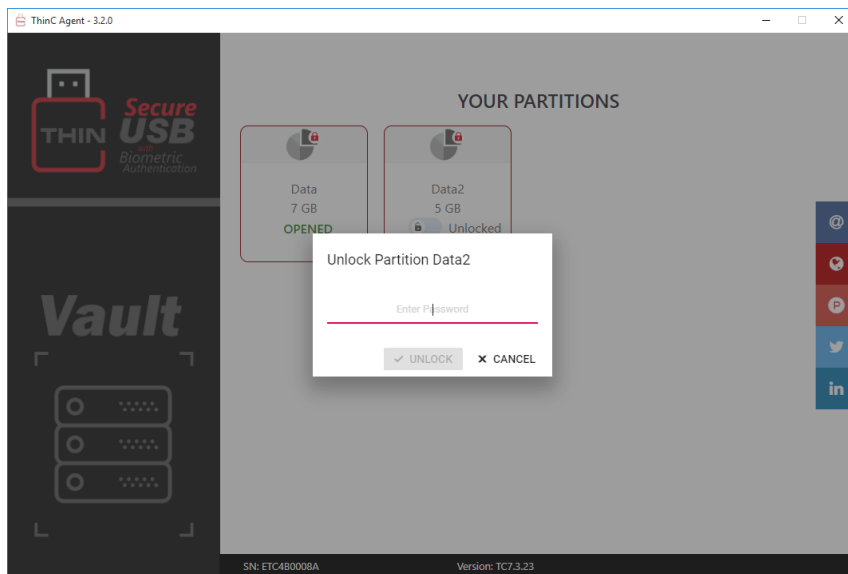 ThinC Agent - 3.2.0
THIN
Secure
USB
with
Biometric
Authentication
Vault
YOUR PARTITIONS
Data
7 GB
OPENED
Data2
5 GB
Unlocked
Unlock Partition Data2
Enter Password
UNLOCK
CANCEL
@
P
in
SN: ETC4B0008A
Version: TC7.3.23